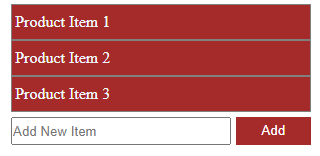 Product Item 1
Product Item 2
Product Item 3
Add New Item Add